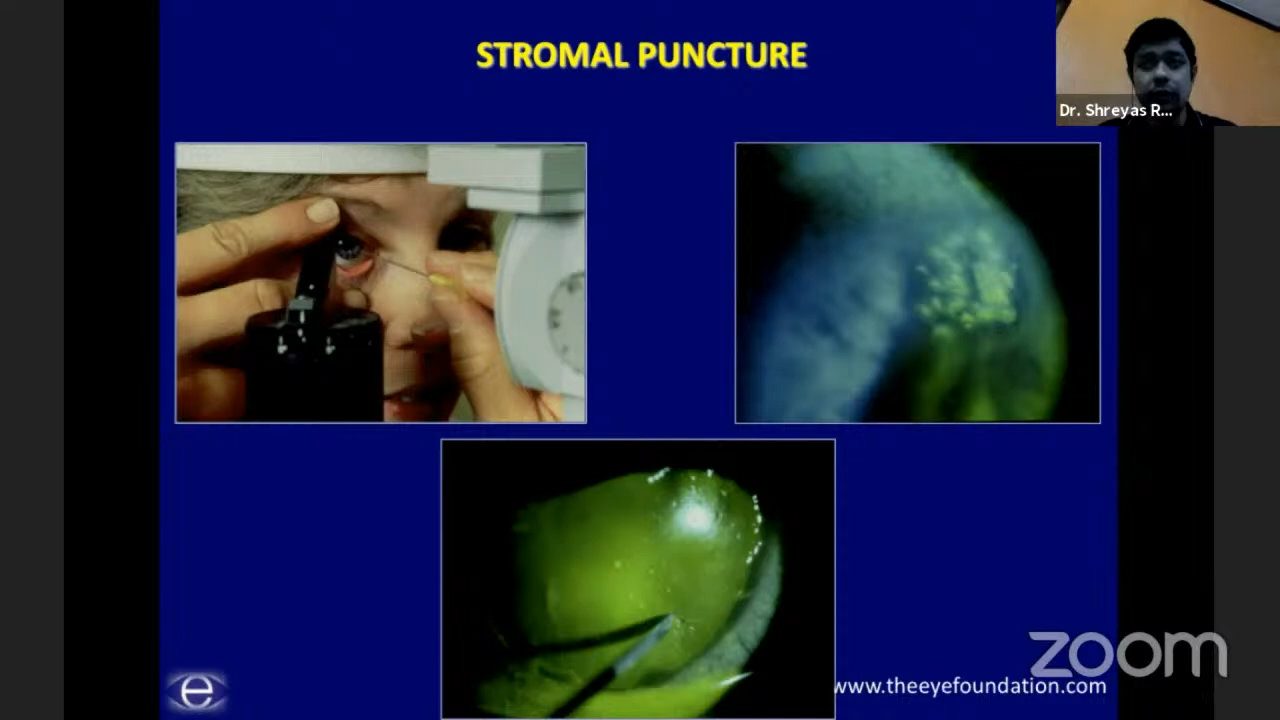 STROMAL PUNCTURE
Dr. Shreyas R...
zoom
www.theeyefoundation.com
e